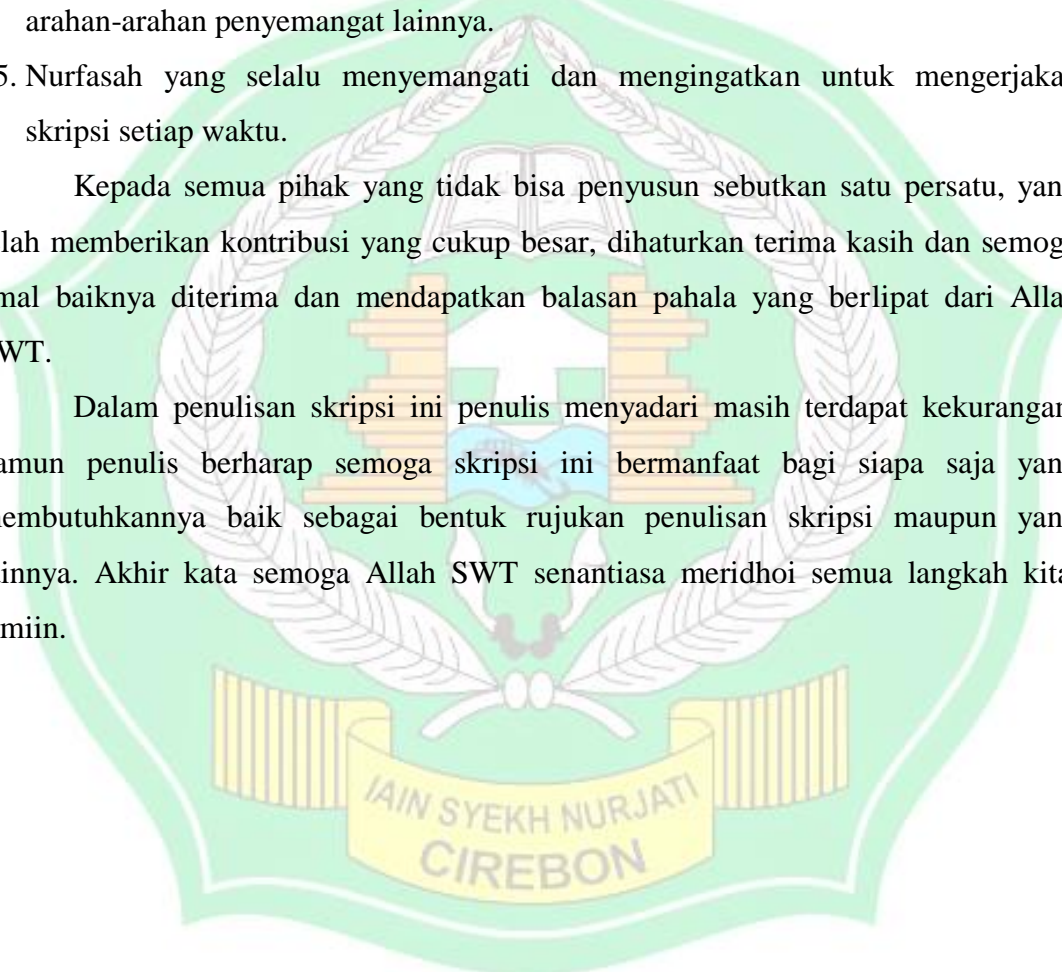 arahan-arahan penyemangat lainnya.
5. Nurfasah yang selalu menyemangati dan mengingatkan untuk mengerjaka
skripsi setiap waktu.
Kepada semua pihak yang tidak bisa penyusun sebutkan satu persatu, yan
lah memberikan kontribusi yang cukup besar, dihaturkan terima kasih dan semog
mal baiknya diterima dan mendapatkan balasan pahala yang berlipat dari Alla
WT.
Dalam penulisan skripsi ini penulis menyadari masih terdapat kekurangan
amun penulis berharap semoga skripsi ini bermanfaat bagi siapa saja yan
embutuhkannya baik sebagai bentuk rujukan penulisan skripsi maupun yan
innya. Akhir kata semoga Allah SWT senantiasa meridhoi semua langkah kita
miin.
IAIN SYEKH NURJATI
CIREBON